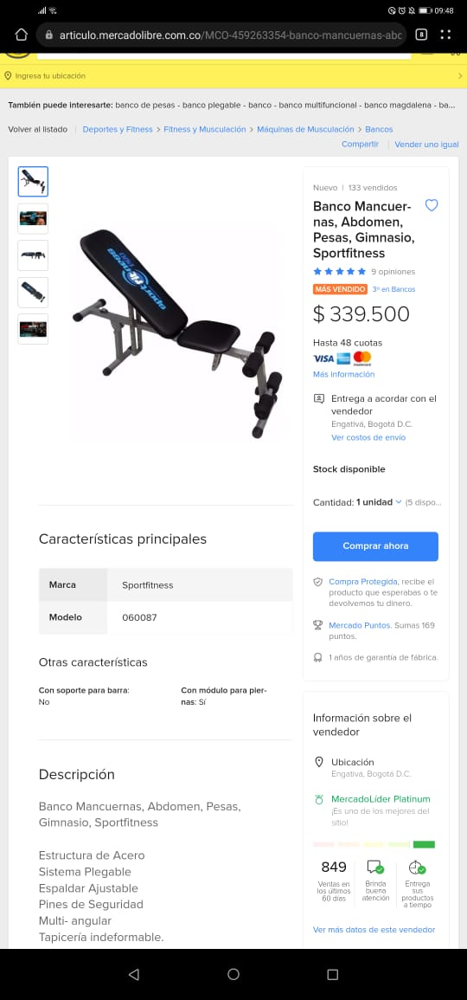 09:48
articulo.mercadolibre.com.co/MCO-459263354-banco-mancuernas-abc
8
Ingresa tu ubicación
También puede interesarte: banco de pesas - banco plegable - banco - banco multifuncional - banco magdalena - ba...
Volver al listado | Deportes y Fitness > Fitness y Musculación > Máquinas de Musculación > Bancos
Compartir | Vender uno igual
Nuevo | 133 vendidos
Banco Mancuer-
nas, Abdomen,
Pesas, Gimnasio,
Sportfitness
9 opiniones
MÁS VENDIDO 3º en Bancos
$ 339.500
Hasta 48 cuotas
VISA
Más información
Entrega a acordar con el
vendedor
Engativá, Bogotá D.C.
Ver costos de envío
Stock disponible
Cantidad: 1 unidad (5 dispo...
Comprar ahora
Compra Protegida, recibe el
producto que esperabas o te
devolvemos tu dinero.
Mercado Puntos. Sumas 169
puntos.
1 años de garantía de fábrica.
sport fitness
Características principales
Marca Sportfitness
Modelo 060087
Otras características
Con soporte para barra:
No
Con módulo para pier-
nas: Sí
Descripción
Banco Mancuernas, Abdomen, Pesas,
Gimnasio, Sportfitness
Estructura de Acero
Sistema Plegable
Espaldar Ajustable
Pines de Seguridad
Multi- angular
Tapicería indeformable.
Información sobre el
vendedor
Ubicación
Engativá, Bogotá D.C.
MercadoLíder Platinum
¡Es uno de los mejores del
sitio!
849
Ventas en
los últimos
60 días
Brinda
buena
atención
Entrega
sus
productos
a tiempo
Ver más datos de este vendedor